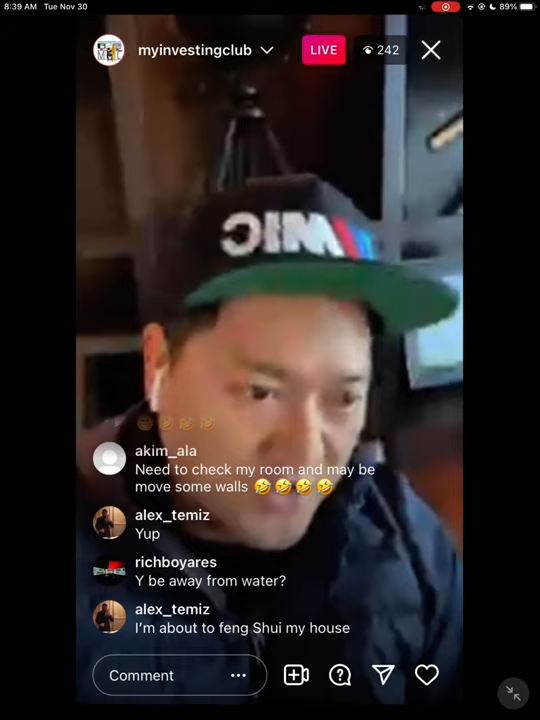 8:39 AM Tue Nov 30
89%
myinvestingclub
LIVE
242
MIC
akim_ala
Need to check my room and may be
move some walls 🤣🤣🤣🤣
alex_temiz
Yup
richboyares
Y be away from water?
alex_temiz
I'm about to feng Shui my house
Comment